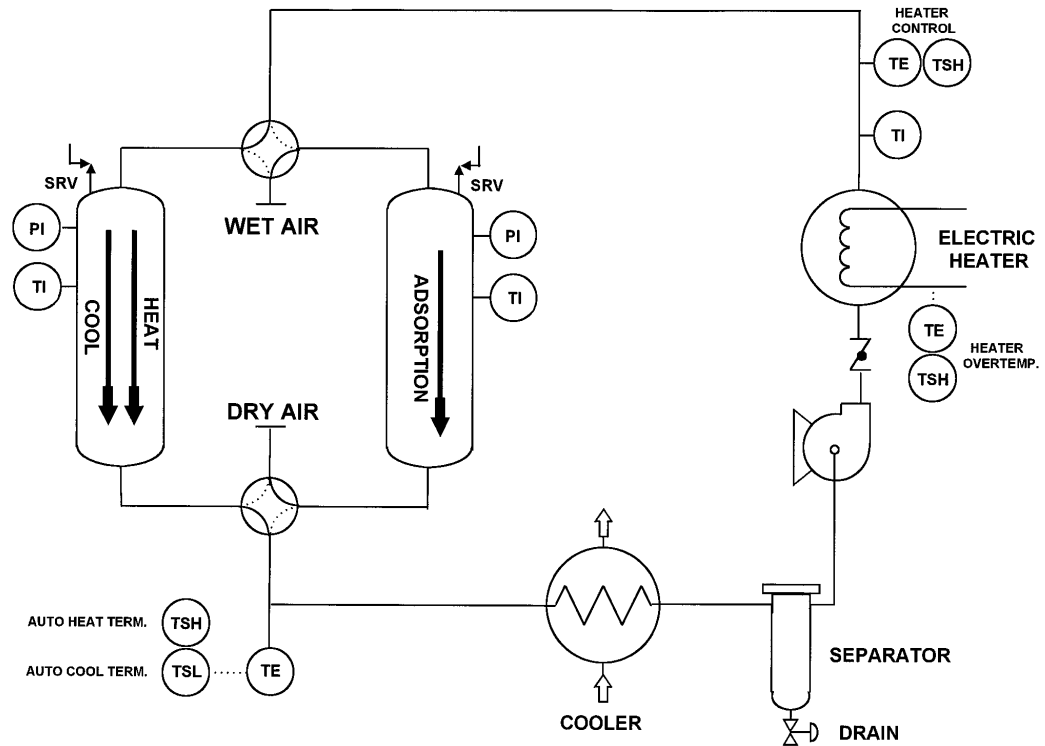 HEATER
CONTROL
TE
TSH
TI
SRV
SRV
WET AIR
PI
TI
COOL
HEAT
ADSORPTION
PI
TI
ELECTRIC
HEATER
TE
TSH
HEATER
OVERTEMP.
DRY AIR
AUTO HEAT TERM.
TSH
AUTO COOL TERM.
TSL
TE
COOLER
SEPARATOR
DRAIN